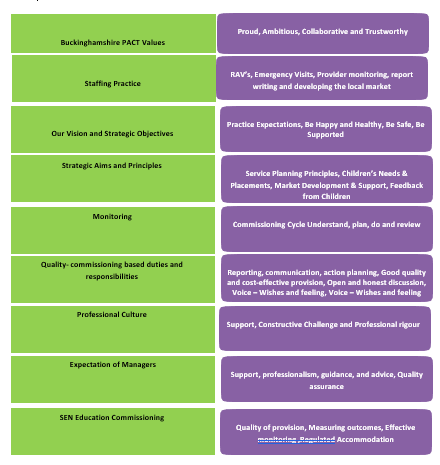 Buckinghamshire PACT Values
Proud, Ambitious, Collaborative and Trustworthy
Staffing Practice
RAV's, Emergency Visits, Provider monitoring, report
writing and developing the local market
Our Vision and Strategic Objectives
Practice Expectations, Be Happy and Healthy, Be Safe, Be
Supported
Strategic Aims and Principles
Service Planning Principles, Children's Needs &
Placements, Market Development & Support, Feedback
from Children
Monitoring
Commissioning Cycle Understand, plan, do and review
Quality- commissioning based duties and
responsibilities
Reporting, communication, action planning, Good quality
and cost-effective provision, Open and honest discussion,
Voice – Wishes and feeling, Voice – Wishes and feeling
Professional Culture
Support, Constructive Challenge and Professional rigour
Expectation of Managers
Support, professionalism, guidance, and advice, Quality
assurance
SEN Education Commissioning
Quality of provision, Measuring outcomes, Effective
monitoring, Regulated Accommodation